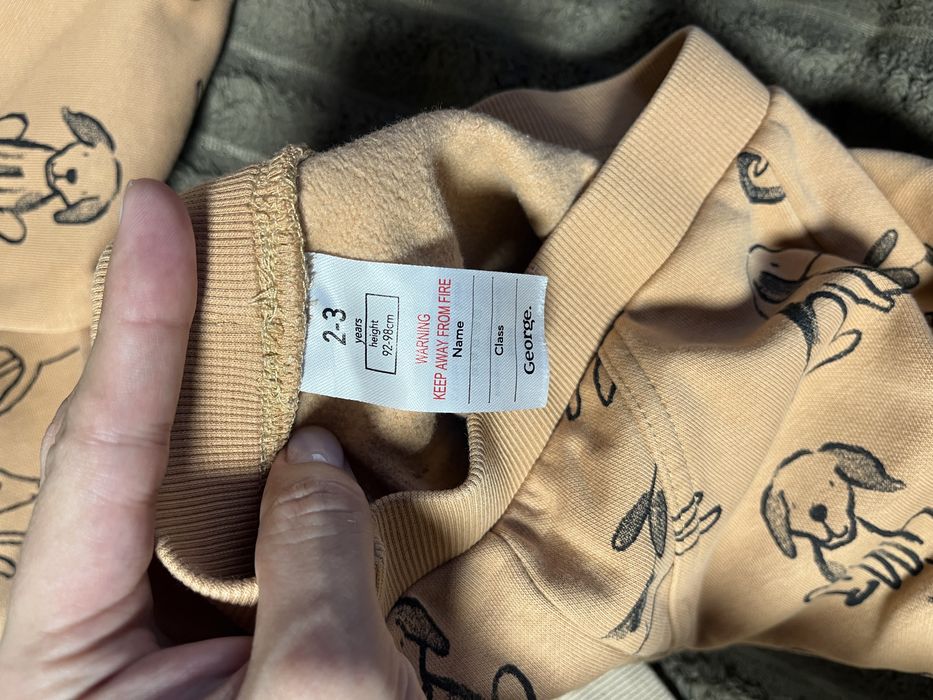 2-3
years
height
92-98cm
WARNING
KEEP AWAY FROM FIRE
Name
Class
George.